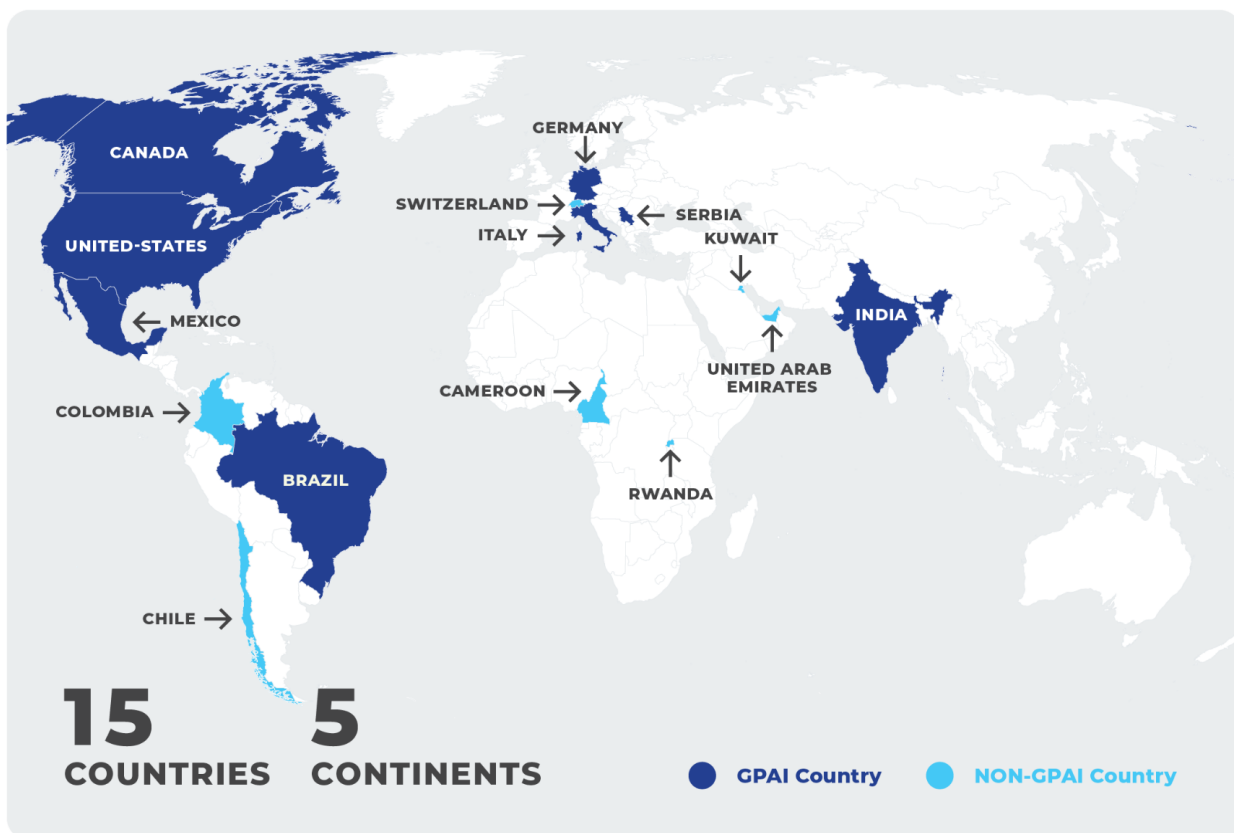 GERMANY
CANADA
SWITZERLAND
SERBIA
ITALY
UNITED-STATES
KUWAIT
MEXICO
INDIA
UNITED ARAB
EMIRATES
CAMEROON
COLOMBIA
BRAZIL
RWANDA
CHILE
15
COUNTRIES
5
CONTINENTS
GPAI Country
NON-GPAI Country